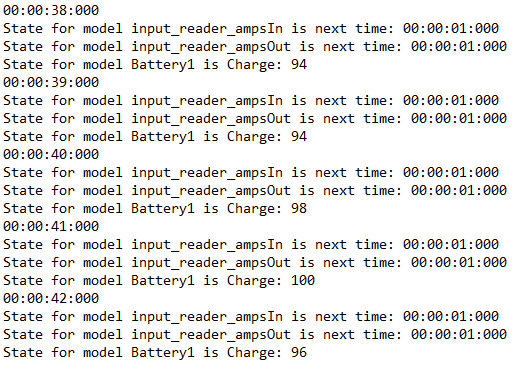 00:00:38:000
State for model input_reader_ampsIn is next time: 00:00:01:000
State for model input_reader_ampsOut is next time: 00:00:01:000
State for model Battery1 is Charge: 94
00:00:39:000
State for model input_reader_ampsIn is next time: 00:00:01:000
State for model input_reader_ampsOut is next time: 00:00:01:000
State for model Battery1 is Charge: 94
00:00:40:000
State for model input_reader_ampsIn is next time: 00:00:01:000
State for model input_reader_ampsOut is next time: 00:00:01:000
State for model Battery1 is Charge: 98
00:00:41:000
State for model input_reader_ampsIn is next time: 00:00:01:000
State for model input_reader_ampsOut is next time: 00:00:01:000
State for model Battery1 is Charge: 100
00:00:42:000
State for model input_reader_ampsIn is next time: 00:00:01:000
State for model input_reader_ampsOut is next time: 00:00:01:000
State for model Battery1 is Charge: 96